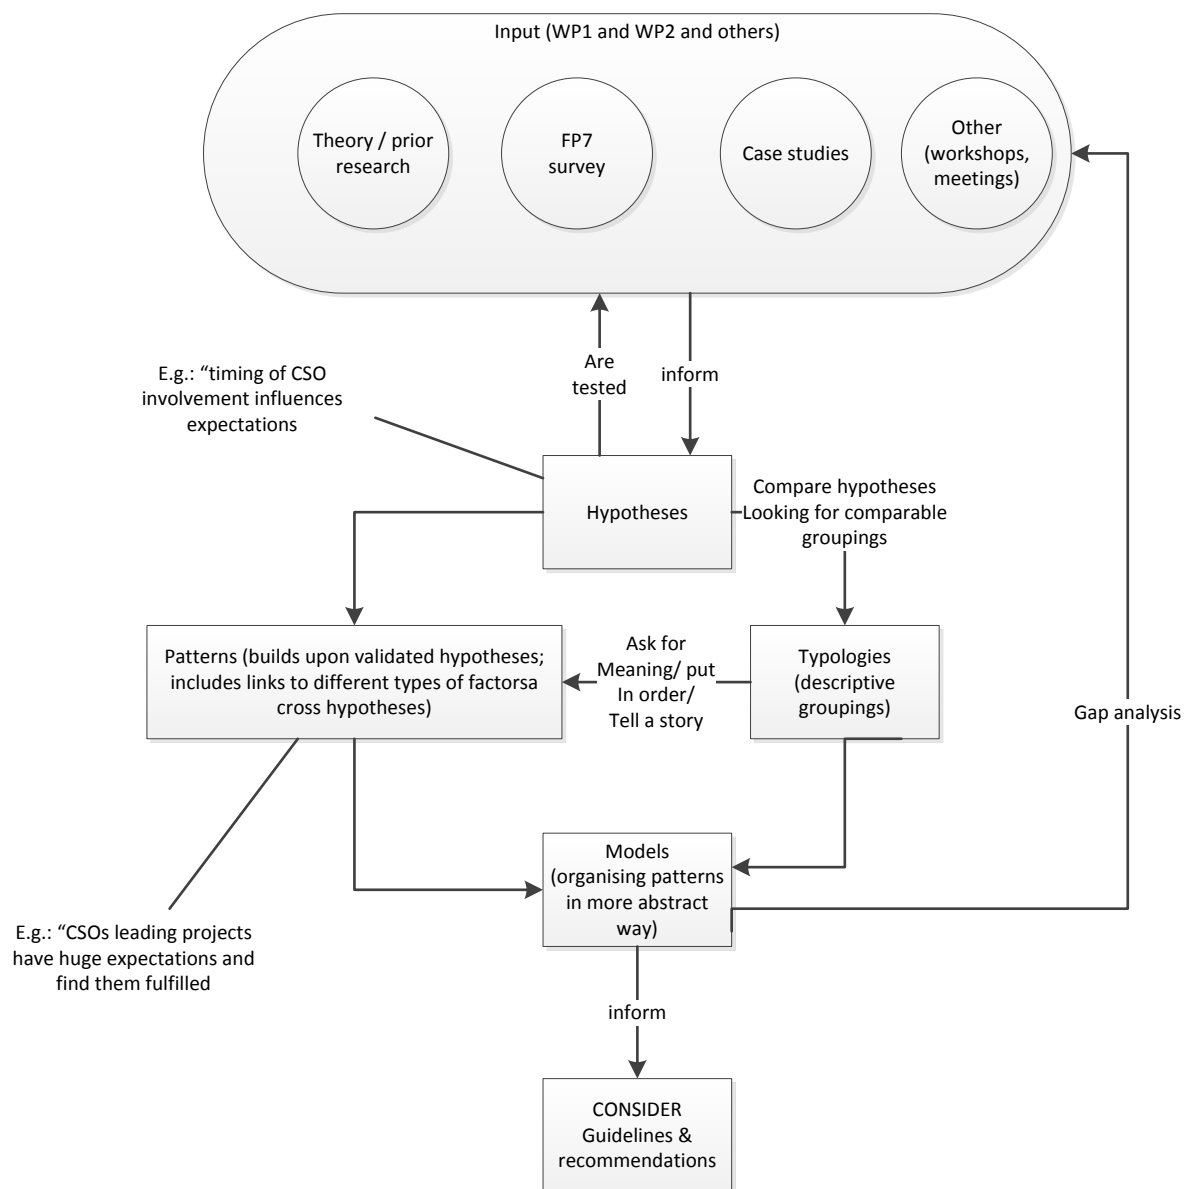 Input (WP1 and WP2 and others)
Theory / prior
research
FP7
survey
Case studies
Other
(workshops,
meetings)
Are
tested
inform
E.g.: “timing of CSO
involvement influences
expectations
Hypotheses
Compare hypotheses
Looking for comparable
groupings
Patterns (builds upon validated hypotheses;
includes links to different types of factorsa
cross hypotheses)
Ask for
Meaning/ put
In order/
Tell a story
Typologies
(descriptive
groupings)
Gap analysis
Models
(organising patterns
in more abstract
way)
E.g.: “CSOs leading projects
have huge expectations and
find them fulfilled
inform
CONSIDER
Guidelines &
recommendations